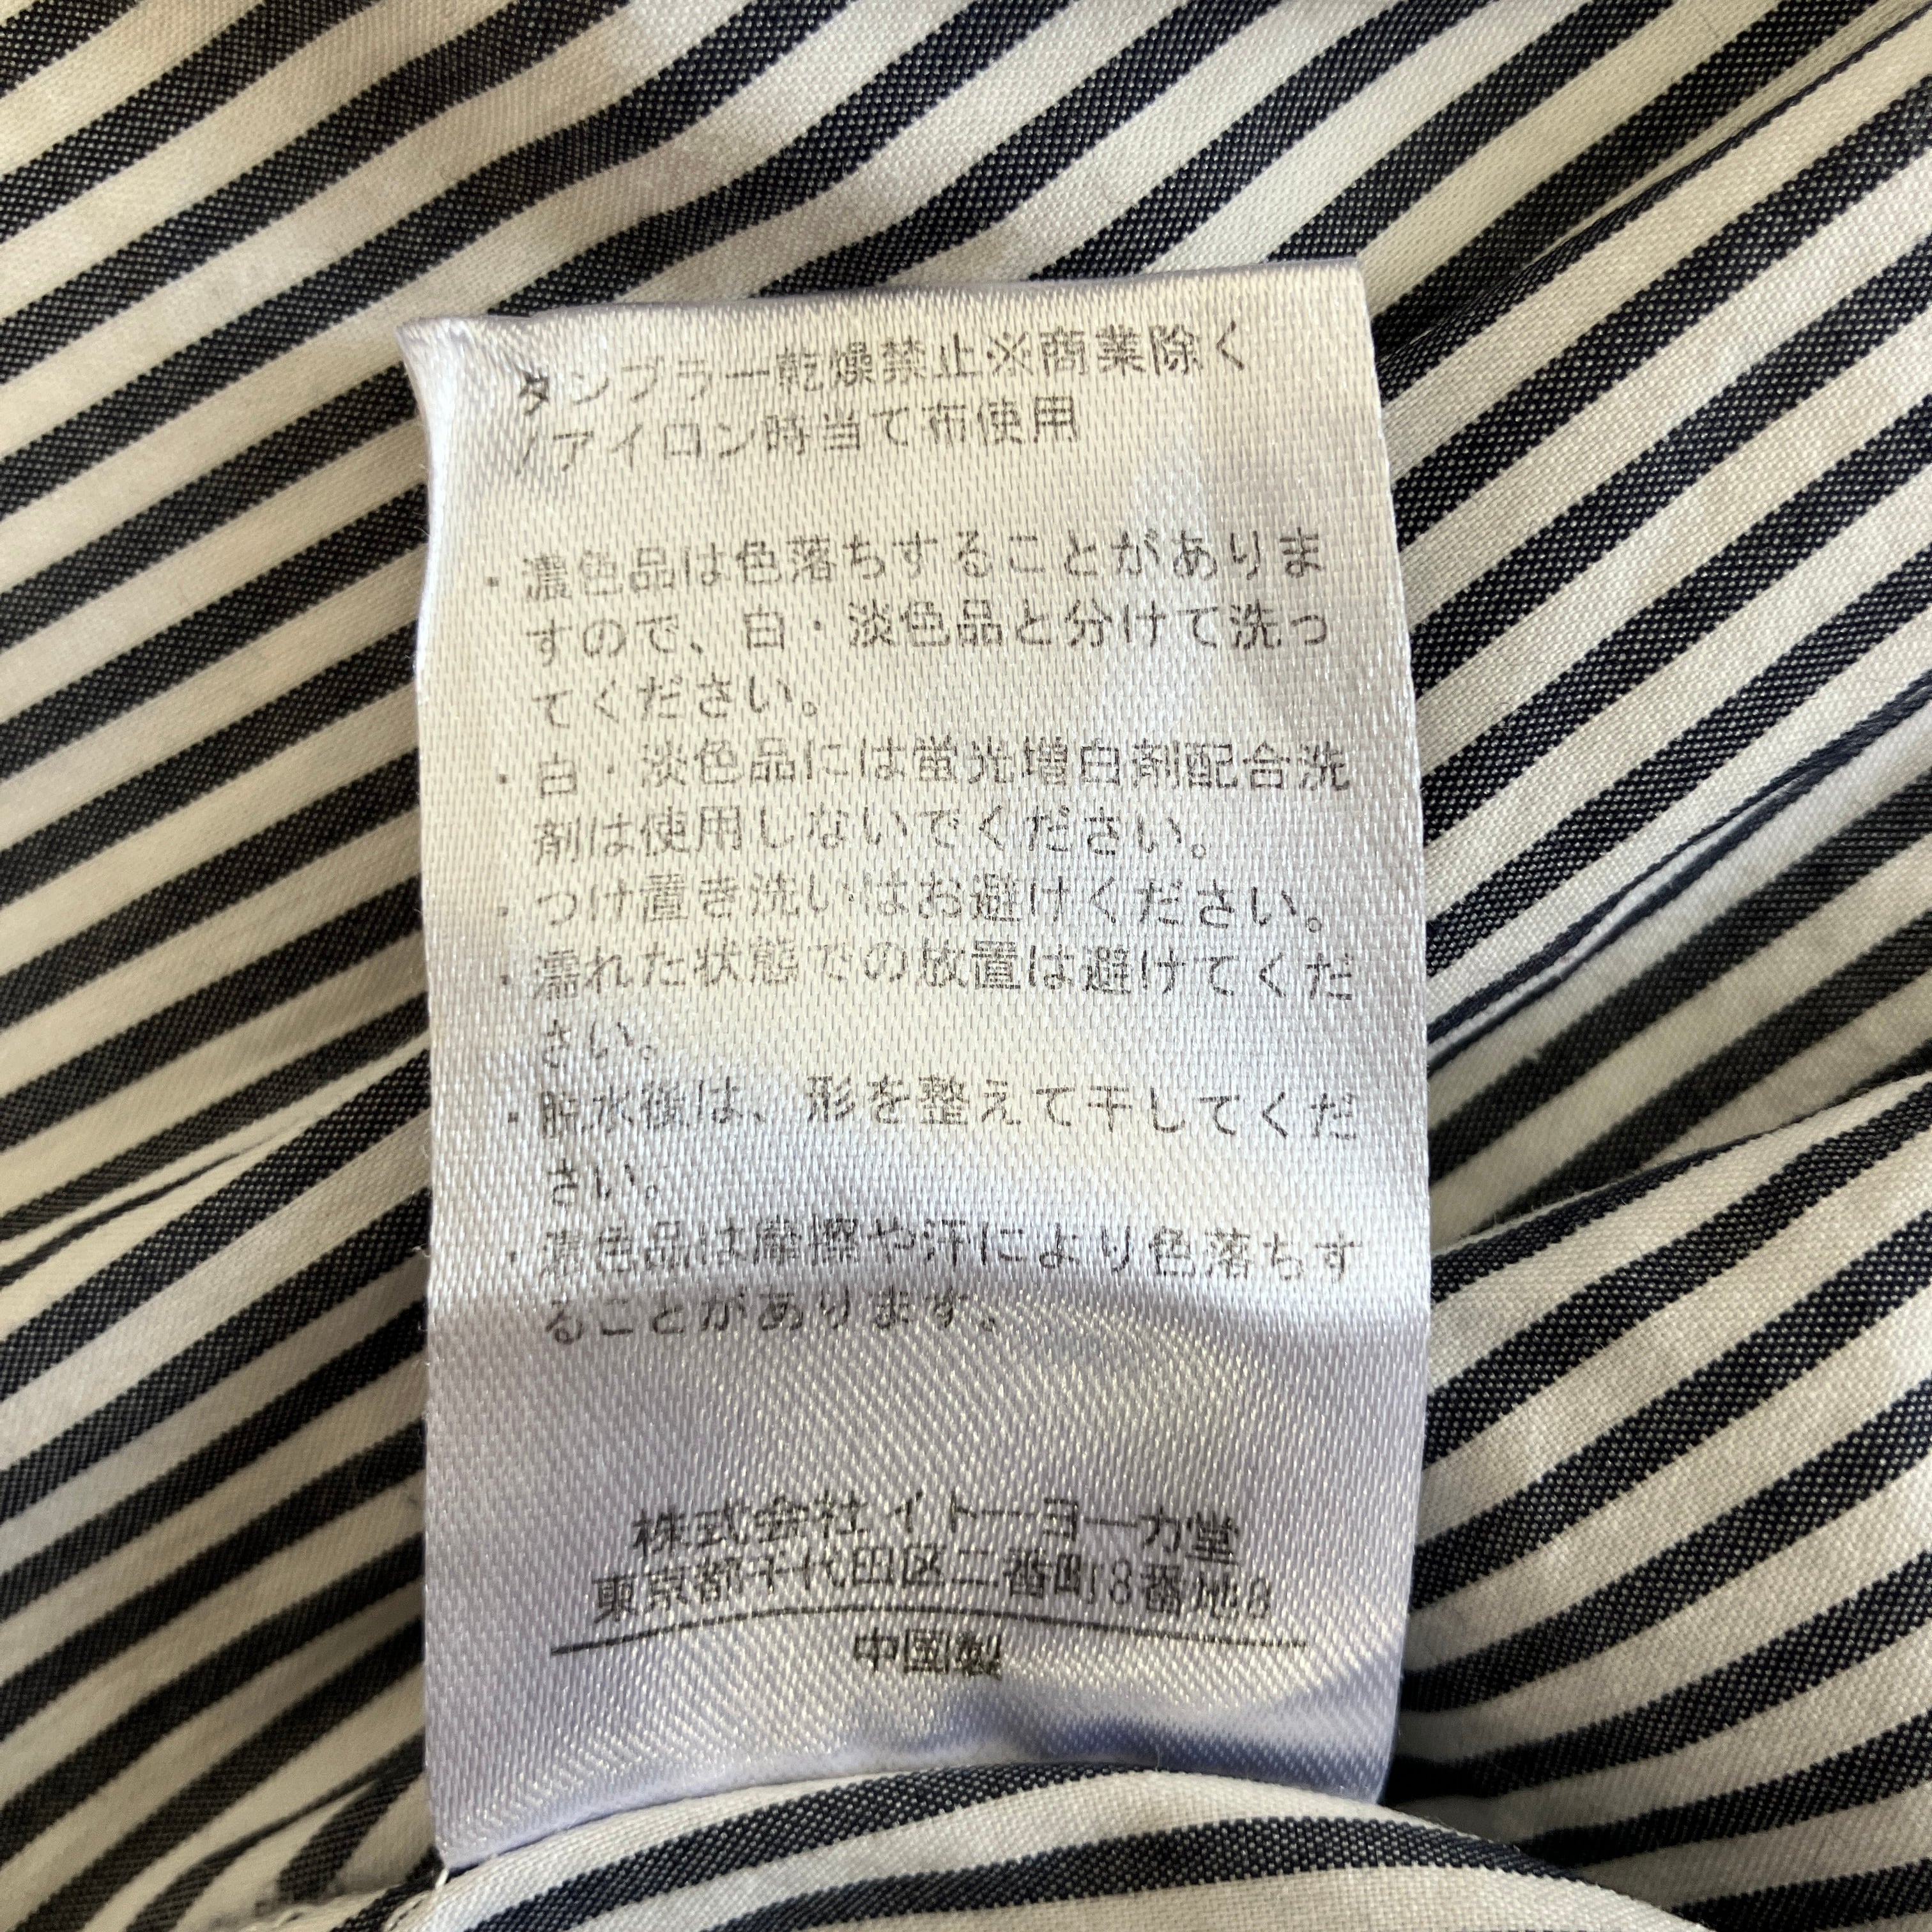 タンブラー乾燥禁止※商業除く
/アイロン時当て布使用
・濃色品は色落ちすることがありま
すので、白・淡色品と分けて洗っ
てください。
・白・淡色品には蛍光増白剤配合洗
剤は使用しないでください。
・つけ置き洗いはお避けください。
・濡れた状態での放置は避けてくだ
さい。
・脱水後は、形を整えて干してくだ
さい。
・濃色品は摩擦や汗により色落ちす
ることがあります。
株式会社イトーヨーカ堂
東京都千代田区二番町8番地8
中国製